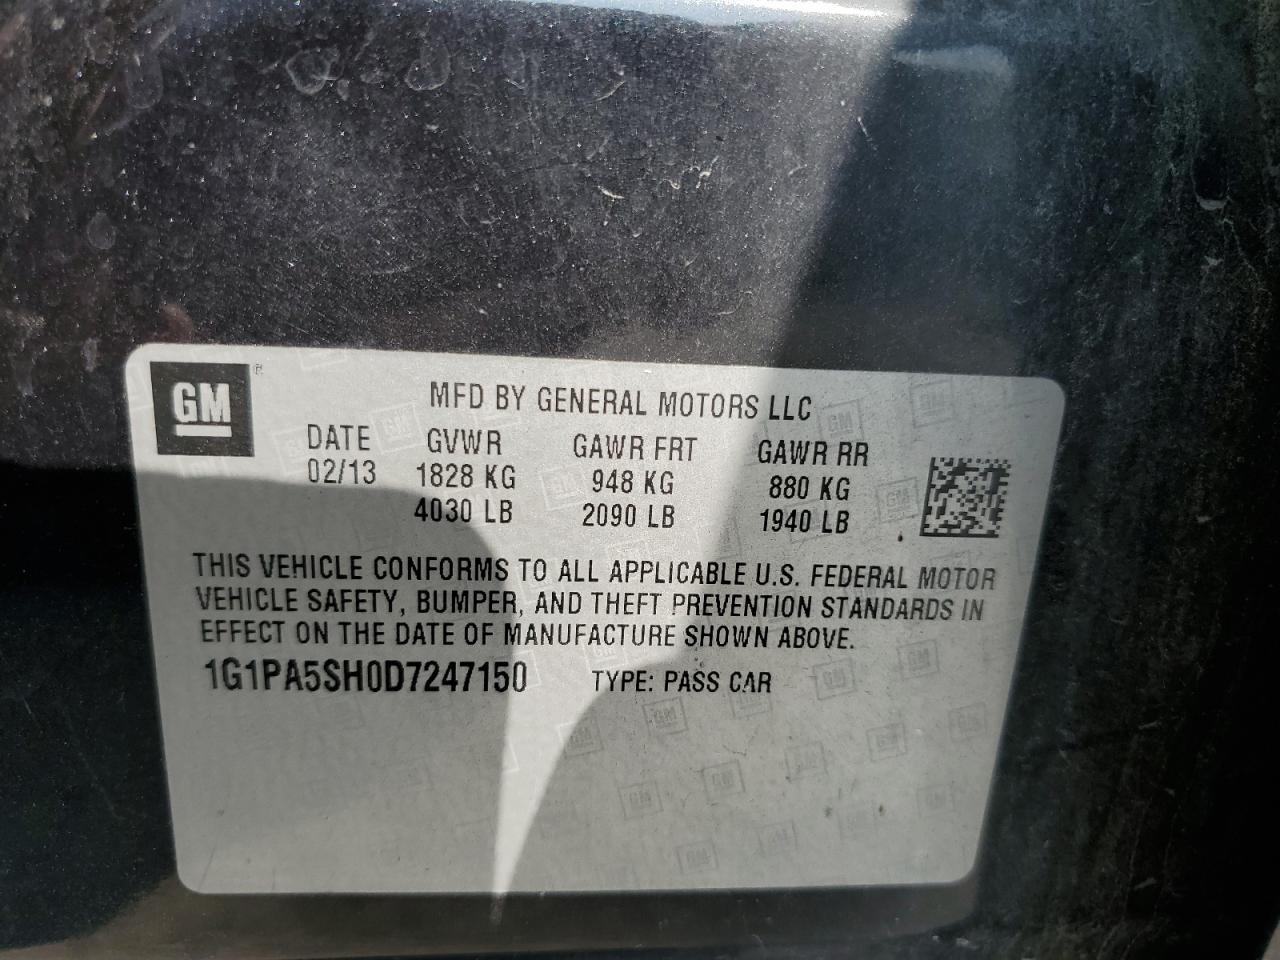 GM
MFD BY GENERAL MOTORS LLC
DATE GVWR GAWR FRT GAWR RR
02/13 1828 KG 948 KG 880 KG
4030 LB 2090 LB 1940 LB
THIS VEHICLE CONFORMS TO ALL APPLICABLE U.S. FEDERAL MOTOR
VEHICLE SAFETY, BUMPER, AND THEFT PREVENTION STANDARDS IN
EFFECT ON THE DATE OF MANUFACTURE SHOWN ABOVE.
1G1PA5SH0D7247150 TYPE: PASS CAR